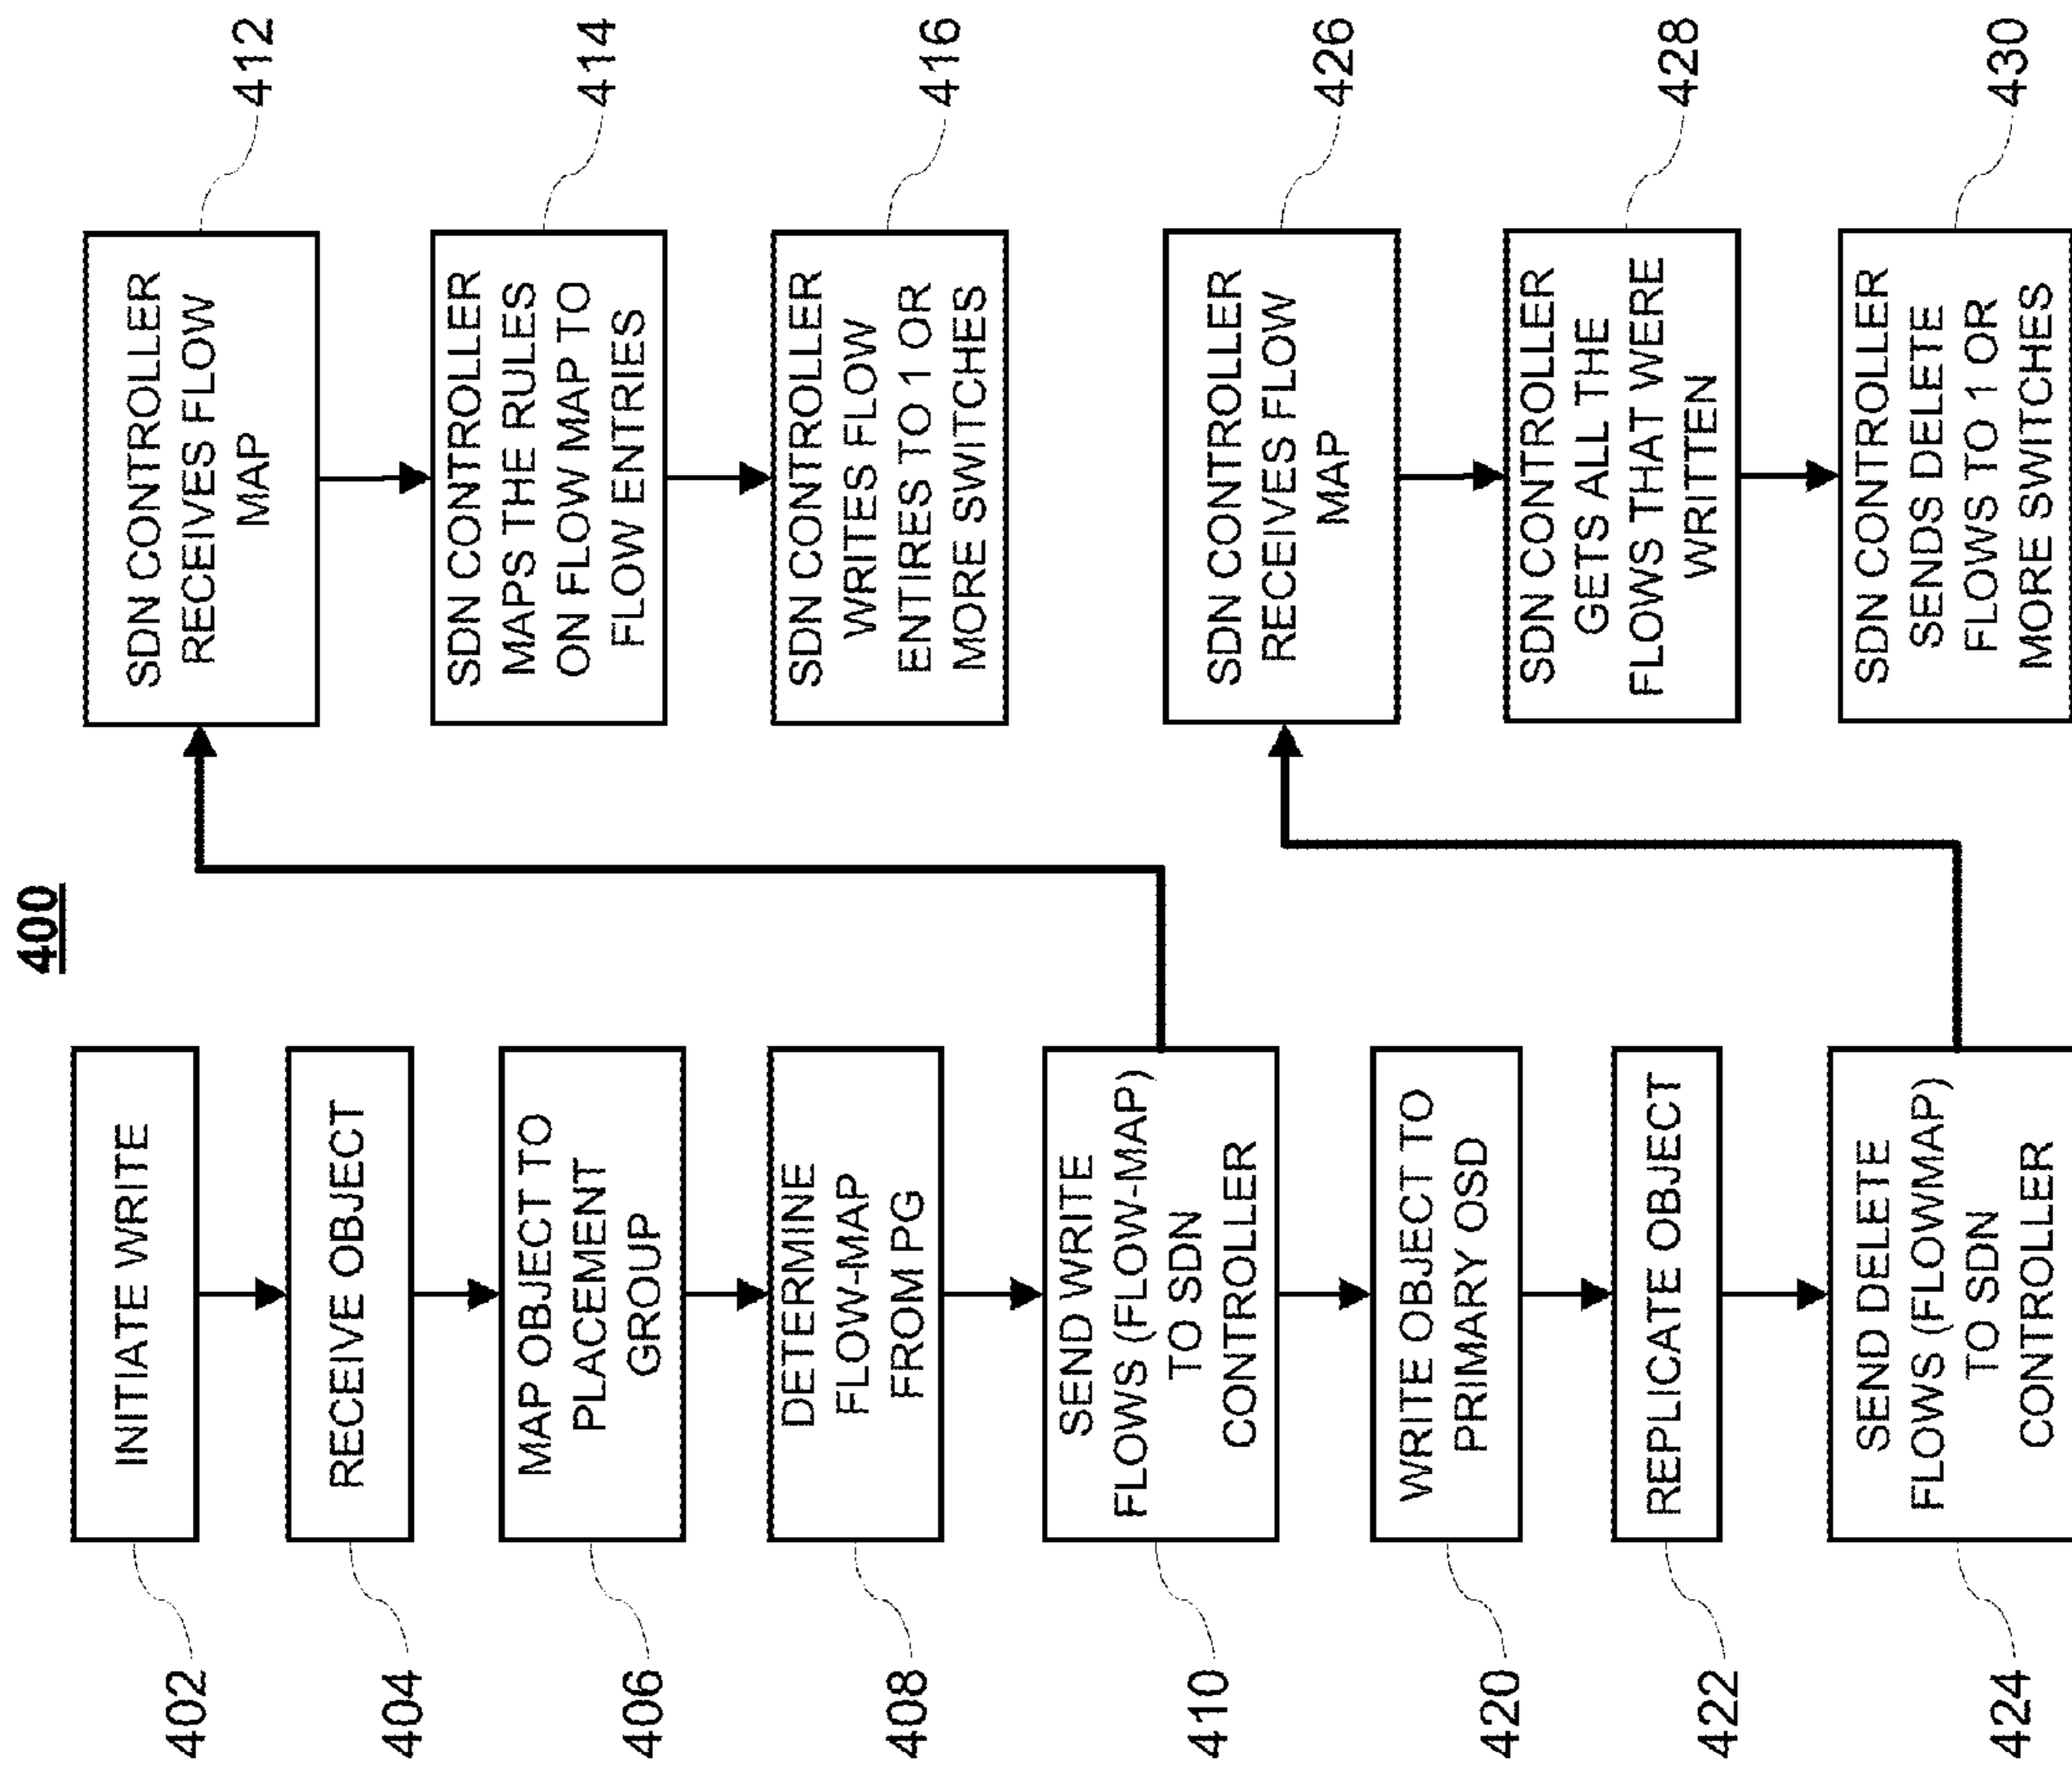 400
402
INITIATE WRITE
404
RECEIVE OBJECT
406
MAP OBJECT TO
PLACEMENT
GROUP
408
DETERMINE
FLOW-MAP
FROM PG
410
SEND WRITE
FLOWS (FLOW-MAP)
TO SDN
CONTROLLER
420
WRITE OBJECT TO
PRIMARY OSD
422
REPLICATE OBJECT
424
SEND DELETE
FLOWS (FLOWMAP)
TO SDN
CONTROLLER
412
SDN CONTROLLER
RECEIVES FLOW
MAP
414
SDN CONTROLLER
MAPS THE RULES
ON FLOW MAP TO
FLOW ENTRIES
416
SDN CONTROLLER
WRITES FLOW
ENTIRES TO 1 OR
MORE SWITCHES
426
SDN CONTROLLER
RECEIVES FLOW
MAP
428
SDN CONTROLLER
GETS ALL THE
FLOWS THAT WERE
WRITTEN
430
SDN CONTROLLER
SENDS DELETE
FLOWS TO 1 OR
MORE SWITCHES